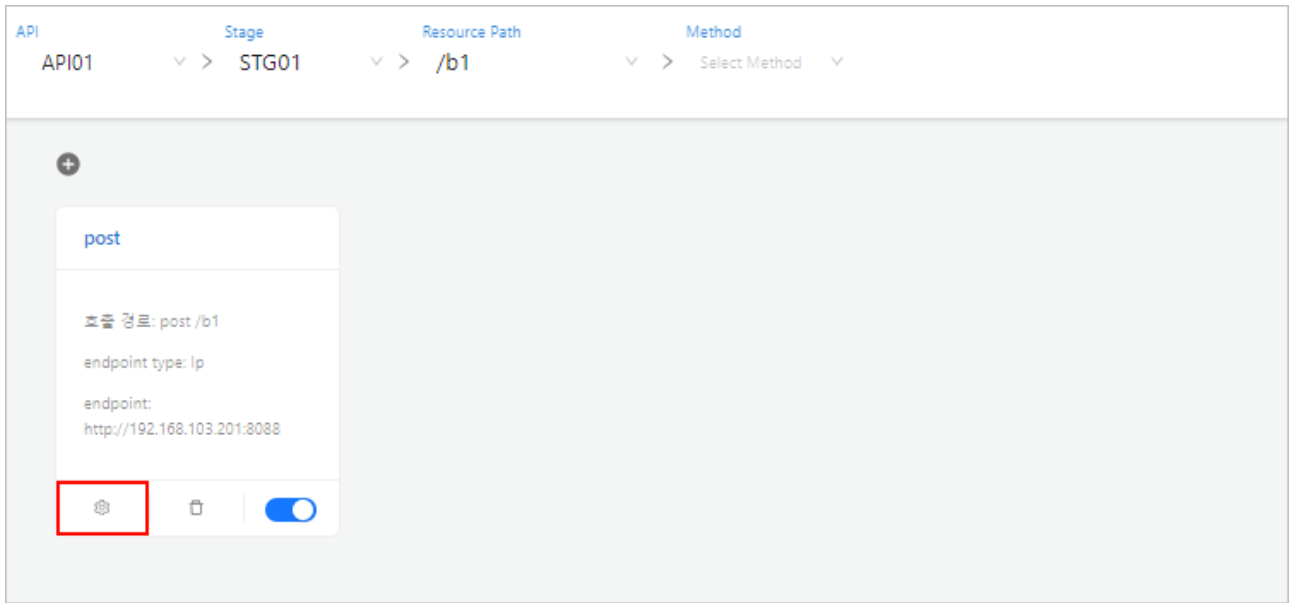 API Stage Resource Path Method
API01 > STG01 > /b1 > Select Method
post
호출 경로: post /b1
endpoint type: Ip
endpoint:
http://192.168.103.201:8088